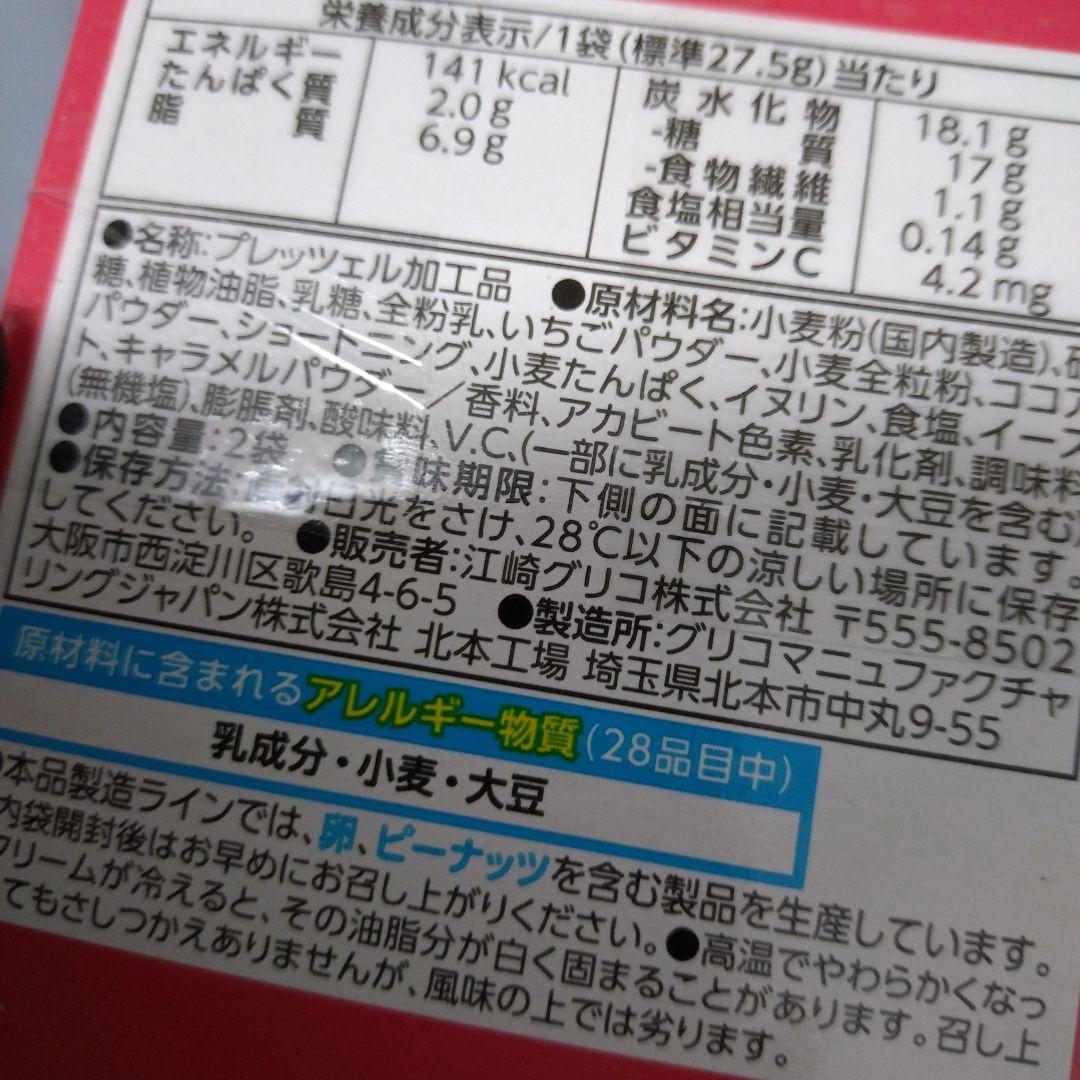 栄養成分表示/1袋(標準27.5g)当たり
エネルギー 141 kcal
たんぱく質 2.0 g
脂質 6.9 g
炭水化物 18.1 g
-糖質 17 g
-食物繊維 1.1 g
食塩相当量 0.14 g
ビタミンC 4.2 mg
●名称:プレッツェル加工品 ●原材料名:小麦粉(国内製造)、砂
糖、植物油脂、乳糖、全粉乳、いちごパウダー、小麦全粒粉、ココア
パウダー、ショートニング、小麦たんぱく、イヌリン、食塩、イース
ト、キャラメルパウダー/香料、アカビート色素、乳化剤、調味料
(無機塩)、膨脹剤、酸味料、V.C、(一部に乳成分・小麦・大豆を含む)
●内容量:2袋 ●賞味期限:下側の面に記載しています。
●保存方法:直射日光をさけ、28℃以下の涼しい場所に保存
してください。 ●販売者:江崎グリコ株式会社 〒555-8502
大阪市西淀川区歌島4-6-5 ●製造所:グリコマニュファクチャ
リングジャパン株式会社 北本工場 埼玉県北本市中丸9-55
原材料に含まれるアレルギー物質(28品目中)
乳成分・小麦・大豆
●本品製造ラインでは、卵、ピーナッツを含む製品を生産しています。
内袋開封後はお早めにお召し上がりください。●高温でやわらかくなっ
クリームが冷えると、その油脂分が白く固まることがあります。召し上
てもさしつかえありませんが、風味の上では劣ります。